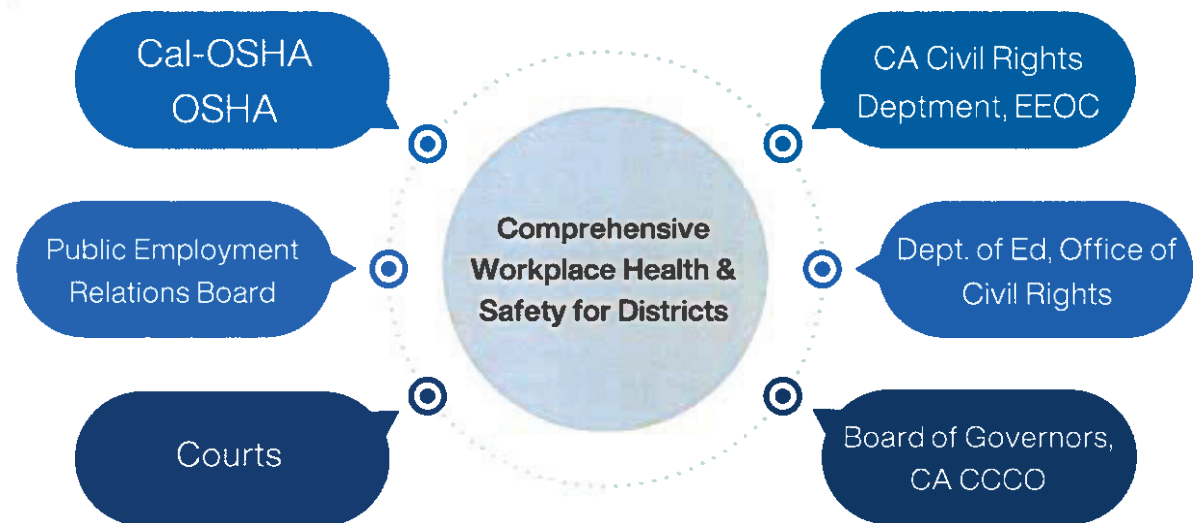 Cal-OSHA
OSHA
CA Civil Rights
Deptment, EEOC
Public Employment
Relations Board
Comprehensive
Workplace Health &
Safety for Districts
Dept. of Ed, Office of
Civil Rights
Courts
Board of Governors,
CA CCCO